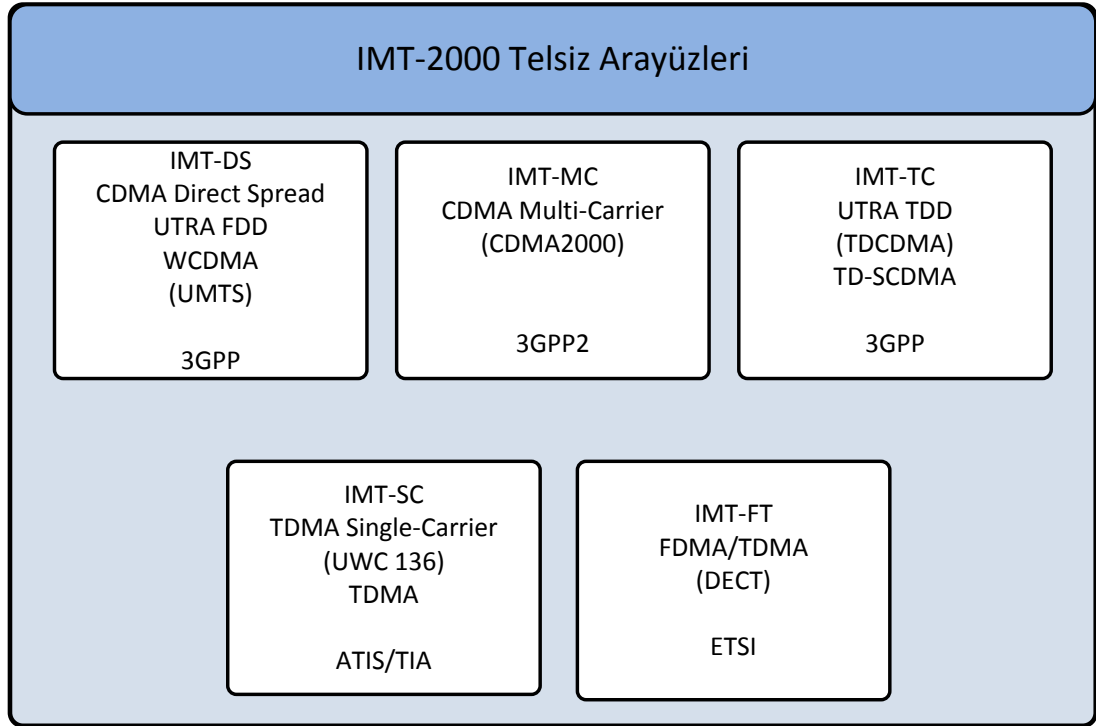 IMT-2000 Telsiz Arayüzleri
IMT-DS
CDMA Direct Spread
UTRA FDD
WCDMA
(UMTS)
3GPP
IMT-MC
CDMA Multi-Carrier
(CDMA2000)
3GPP2
IMT-TC
UTRA TDD
(TDCDMA)
TD-SCDMA
3GPP
IMT-SC
TDMA Single-Carrier
(UWC 136)
TDMA
ATIS/TIA
IMT-FT
FDMA/TDMA
(DECT)
ETSI